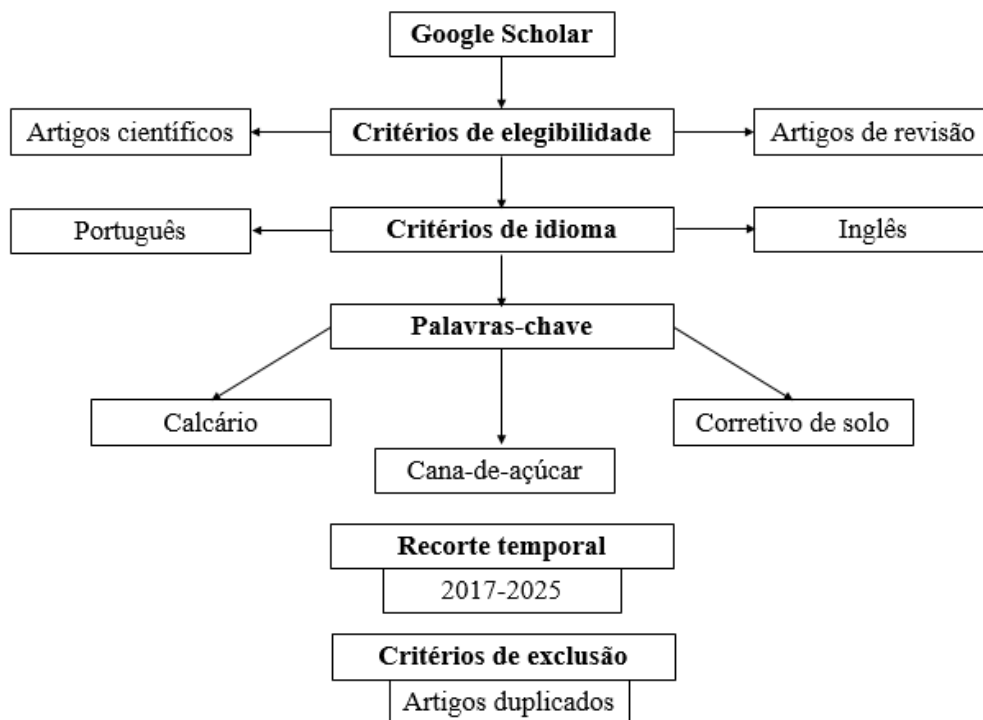 Google Scholar
Artigos científicos
Critérios de elegibilidade
Artigos de revisão
Português
Critérios de idioma
Inglês
Palavras-chave
Calcário
Corretivo de solo
Cana-de-açúcar
Recorte temporal
2017-2025
Critérios de exclusão
Artigos duplicados